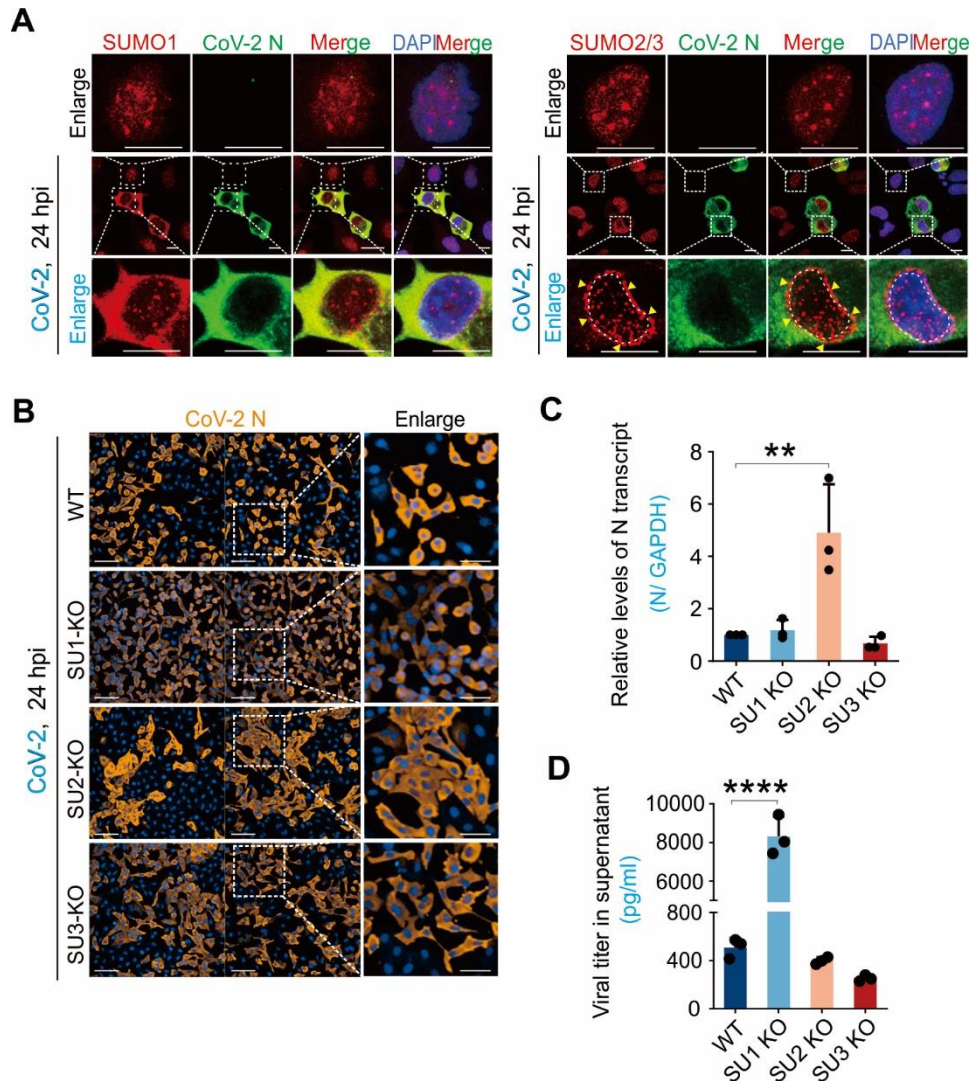 A
SUMO1 CoV-2 N Merge DAPI/Merge
SUMO2/3 CoV-2 N Merge DAPI/Merge
Enlarge
CoV-2, 24 hpi
Enlarge
Enlarge
CoV-2, 24 hpi
Enlarge
B
CoV-2 N Enlarge
CoV-2, 24 hpi
WT
SU1-KO
SU2-KO
SU3-KO
C
Relative levels of N transcript
(N/ GAPDH)
8
6
4
2
0
**
WT SU1 KO SU2 KO SU3 KO
D
Viral titer in supernatant
(pg/ml)
10000
8000
6000
4000
800
400
0
****
WT SU1 KO SU2 KO SU3 KO